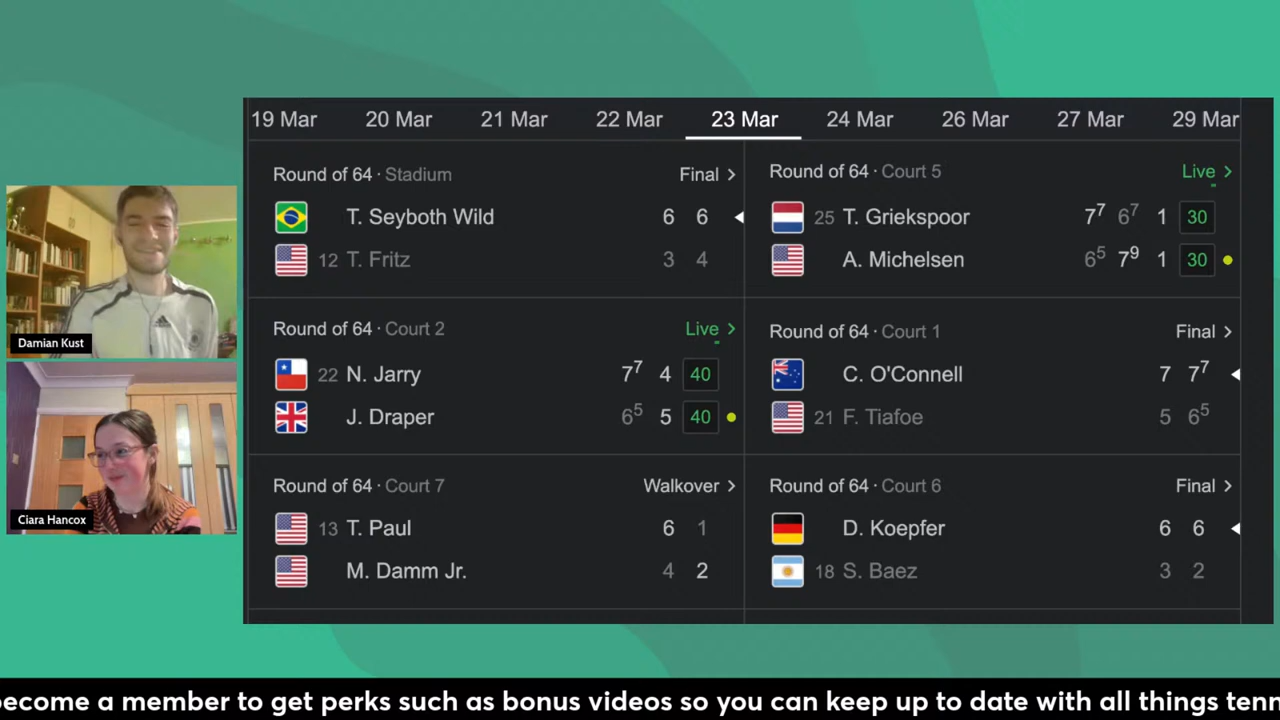 19 Mar 20 Mar 21 Mar 22 Mar 23 Mar 24 Mar 26 Mar 27 Mar 29 Mar
Round of 64 · Stadium Final >
T. Seyboth Wild 6 6
12 T. Fritz 3 4
Round of 64 · Court 5 Live >
25 T. Griekspoor 7⁷ 6⁷ 1 30
A. Michelsen 6⁵ 7⁹ 1 30
Round of 64 · Court 2 Live >
22 N. Jarry 7⁷ 4 40
J. Draper 6⁵ 5 40
Round of 64 · Court 1 Final >
C. O'Connell 7 7⁷
21 F. Tiafoe 5 6⁵
Round of 64 · Court 7 Walkover >
13 T. Paul 6 1
M. Damm Jr. 4 2
Round of 64 · Court 6 Final >
D. Koepfer 6 6
18 S. Baez 3 2
Damian Kust
Ciara Hancox
become a member to get perks such as bonus videos so you can keep up to date with all things tenn